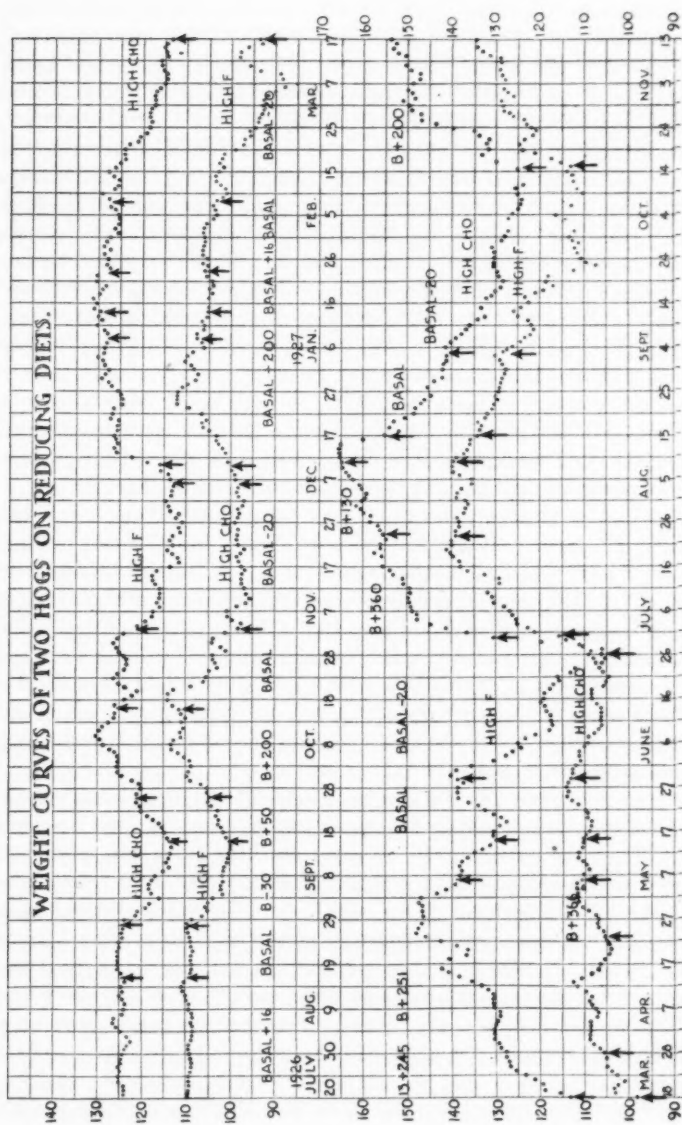 WEIGHT CURVES OF TWO HOGS ON REDUCING DIETS.
130
120
110
100
90
HIGH CHO
HIGH F
HIGH F
HIGH CHO
HIGH CHO
HIGH F
BASAL + 16 BASAL B-30 B+50 B+200 BASAL BASAL-20 BASAL + 200 BASAL +16 BASAL BASAL-20
1926 1927
JULY AUG. SEPT. OCT. NOV. DEC JAN. FEB. MAR.
20 30 9 19 29 8 18 28 8 18 28 7 17 27 7 17 27 6 16 26 5 15 25 7 17
160
150
140
130
120
110
100
170
160
150
140
130
120
110
100
90
B+251
B+366
BASAL
BASAL-20
HIGH F
HIGH CHO
B+360
B+130
BASAL
BASAL-20
HIGH CHO
HIGH F
B+200
MAR. APR. MAY JUNE JULY AUG. SEPT OCT NOV
18 28 7 17 27 7 17 27 6 16 26 6 16 26 5 15 25 4 14 24 4 14 24 3 13